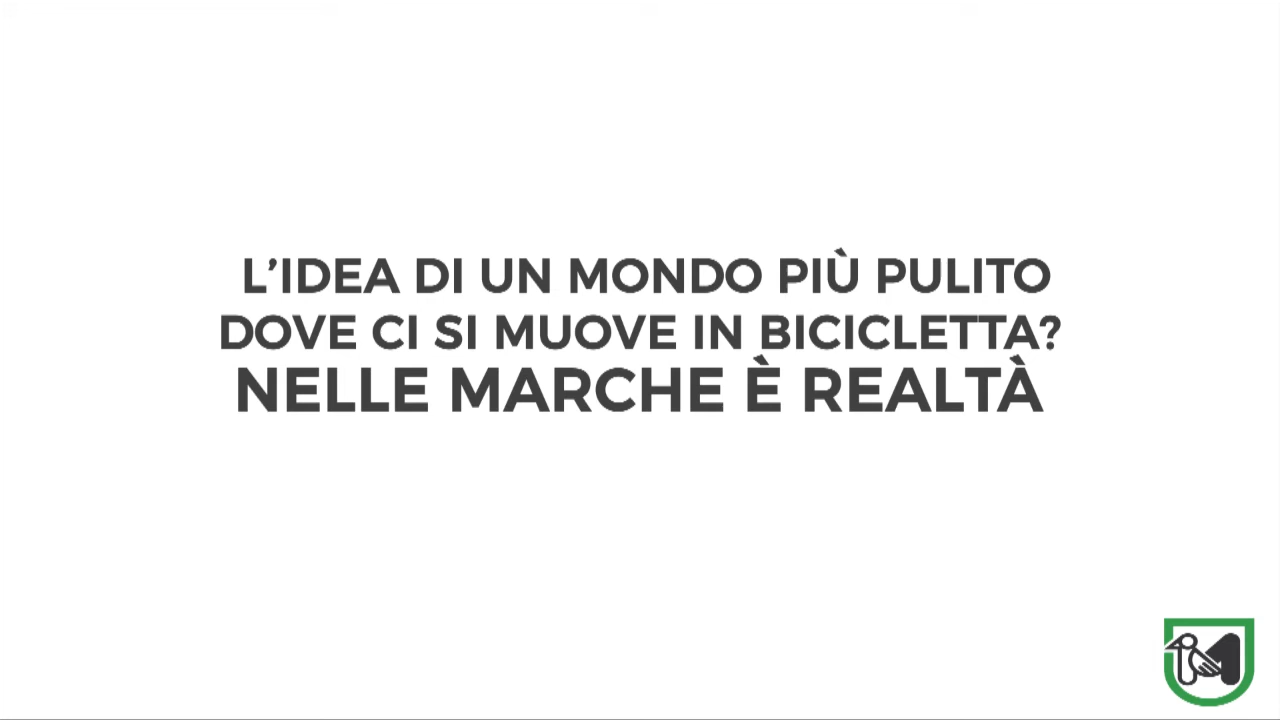 L’IDEA DI UN MONDO PIÙ PULITO
DOVE CI SI MUOVE IN BICICLETTA?
NELLE MARCHE È REALTÀ